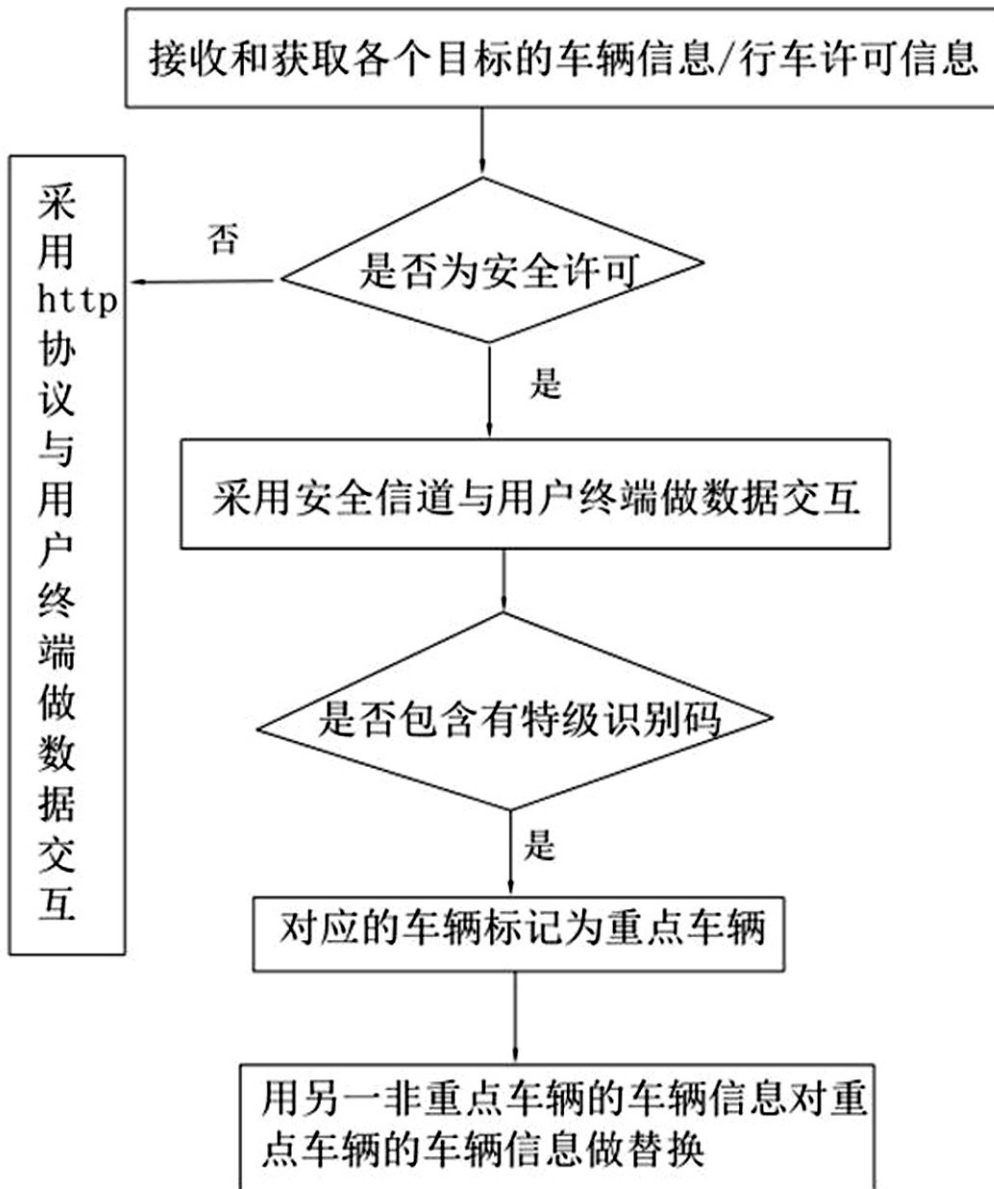 接收和获取各个目标的车辆信息/行车许可信息
是否为安全许可
否
采用http协议与用户终端做数据交互
是
采用安全信道与用户终端做数据交互
是否包含有特级识别码
是
对应的车辆标记为重点车辆
用另一非重点车辆的车辆信息对重
点车辆的车辆信息做替换